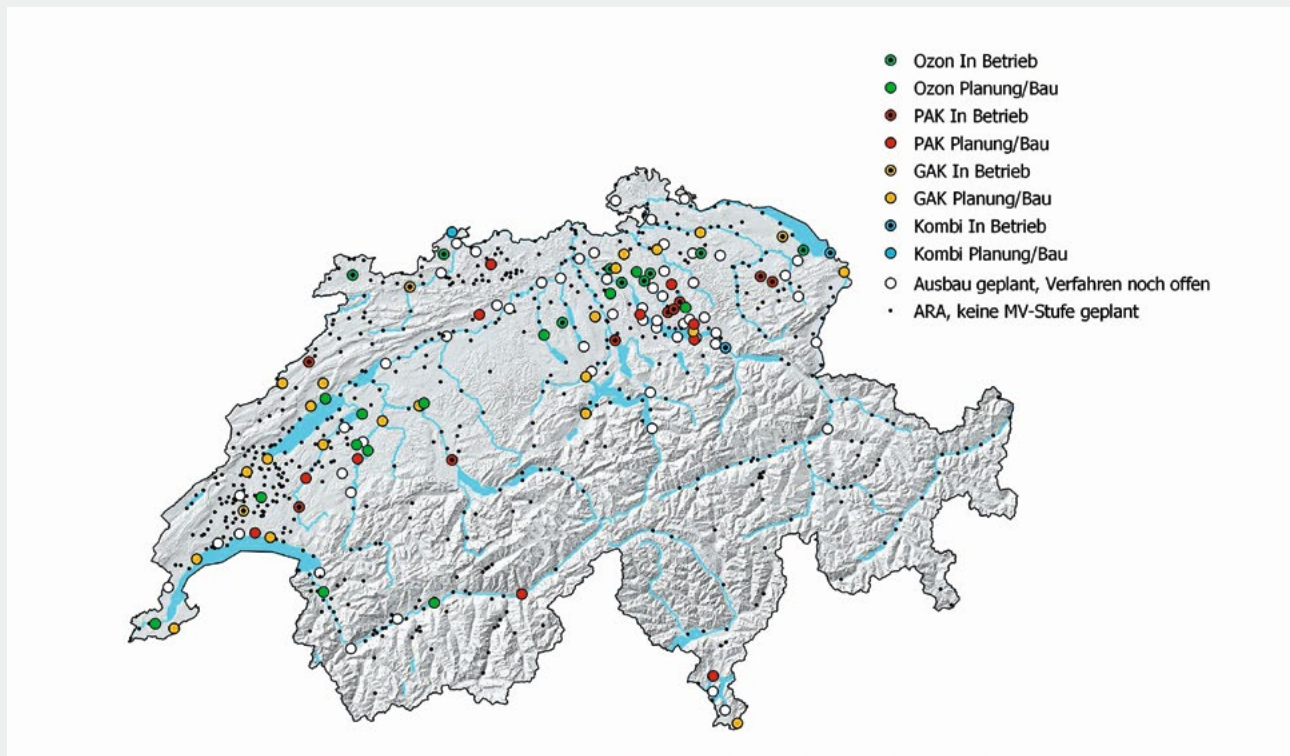 Ozon In Betrieb
Ozon Planung/Bau
PAK In Betrieb
PAK Planung/Bau
GAK In Betrieb
GAK Planung/Bau
Kombi In Betrieb
Kombi Planung/Bau
Ausbau geplant, Verfahren noch offen
ARA, keine MV-Stufe geplant